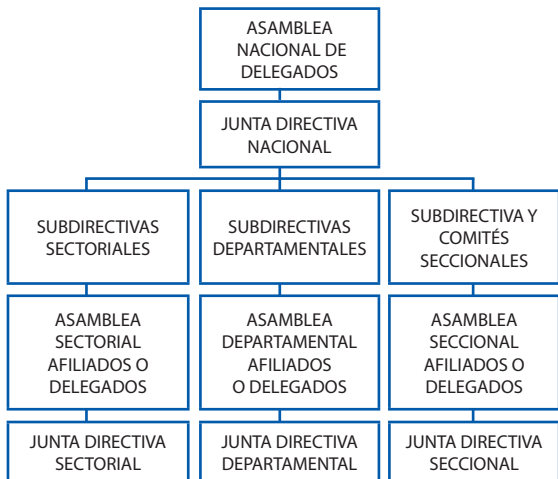 ASAMBLEA
NACIONAL DE
DELEGADOS
JUNTA DIRECTIVA
NACIONAL
SUBDIRECTIVAS
SECTORIALES
SUBDIRECTIVAS
DEPARTAMENTALES
SUBDIRECTIVA Y
COMITÉS
SECCIONALES
ASAMBLEA
SECTORIAL
AFILIADOS O
DELEGADOS
ASAMBLEA
DEPARTAMENTAL
AFILIADOS
O DELEGADOS
ASAMBLEA
SECCIONAL
AFILIADOS O
DELEGADOS
JUNTA DIRECTIVA
SECTORIAL
JUNTA DIRECTIVA
DEPARTAMENTAL
JUNTA DIRECTIVA
SECCIONAL